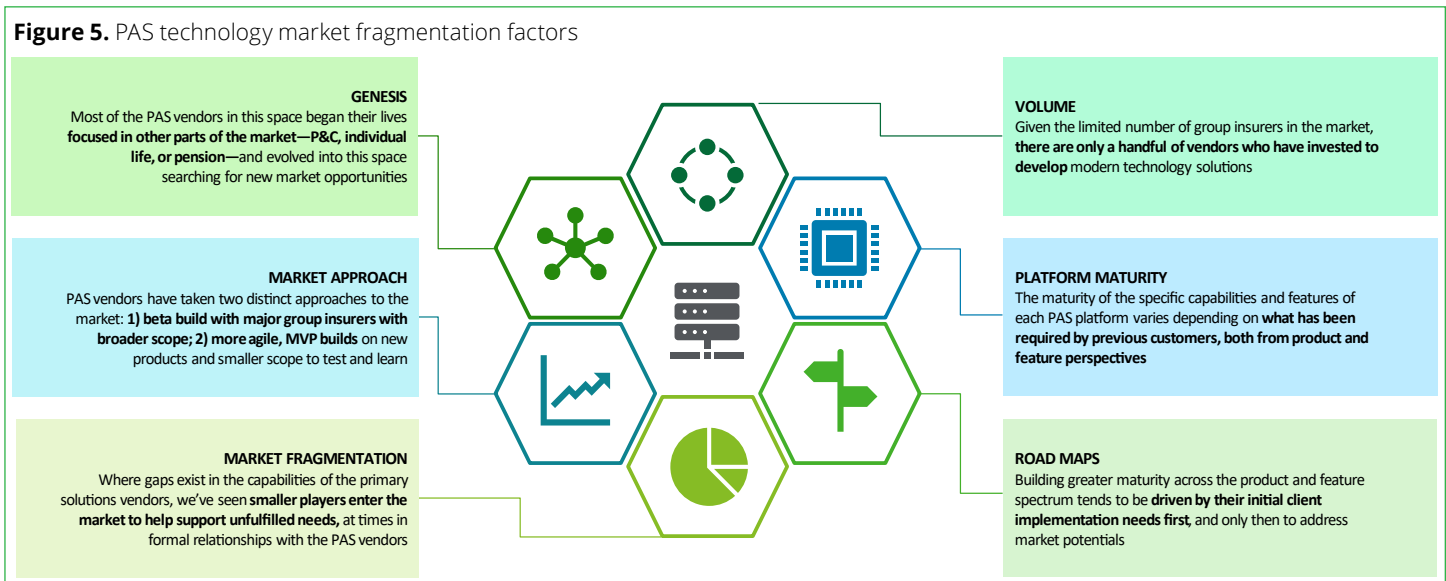 Figure 5. PAS technology market fragmentation factors
GENESIS
Most of the PAS vendors in this space began their lives
focused in other parts of the market—P&C, individual
life, or pension—and evolved into this space
searching for new market opportunities
MARKET APPROACH
PAS vendors have taken two distinct approaches to the
market: 1) beta build with major group insurers with
broader scope; 2) more agile, MVP builds on new
products and smaller scope to test and learn
MARKET FRAGMENTATION
Where gaps exist in the capabilities of the primary
solutions vendors, we’ve seen smaller players enter the
market to help support unfulfilled needs, at times in
formal relationships with the PAS vendors
VOLUME
Given the limited number of group insurers in the market,
there are only a handful of vendors who have invested to
develop modern technology solutions
PLATFORM MATURITY
The maturity of the specific capabilities and features of
each PAS platform varies depending on what has been
required by previous customers, both from product and
feature perspectives
ROAD MAPS
Building greater maturity across the product and feature
spectrum tends to be driven by their initial client
implementation needs first, and only then to address
market potentials